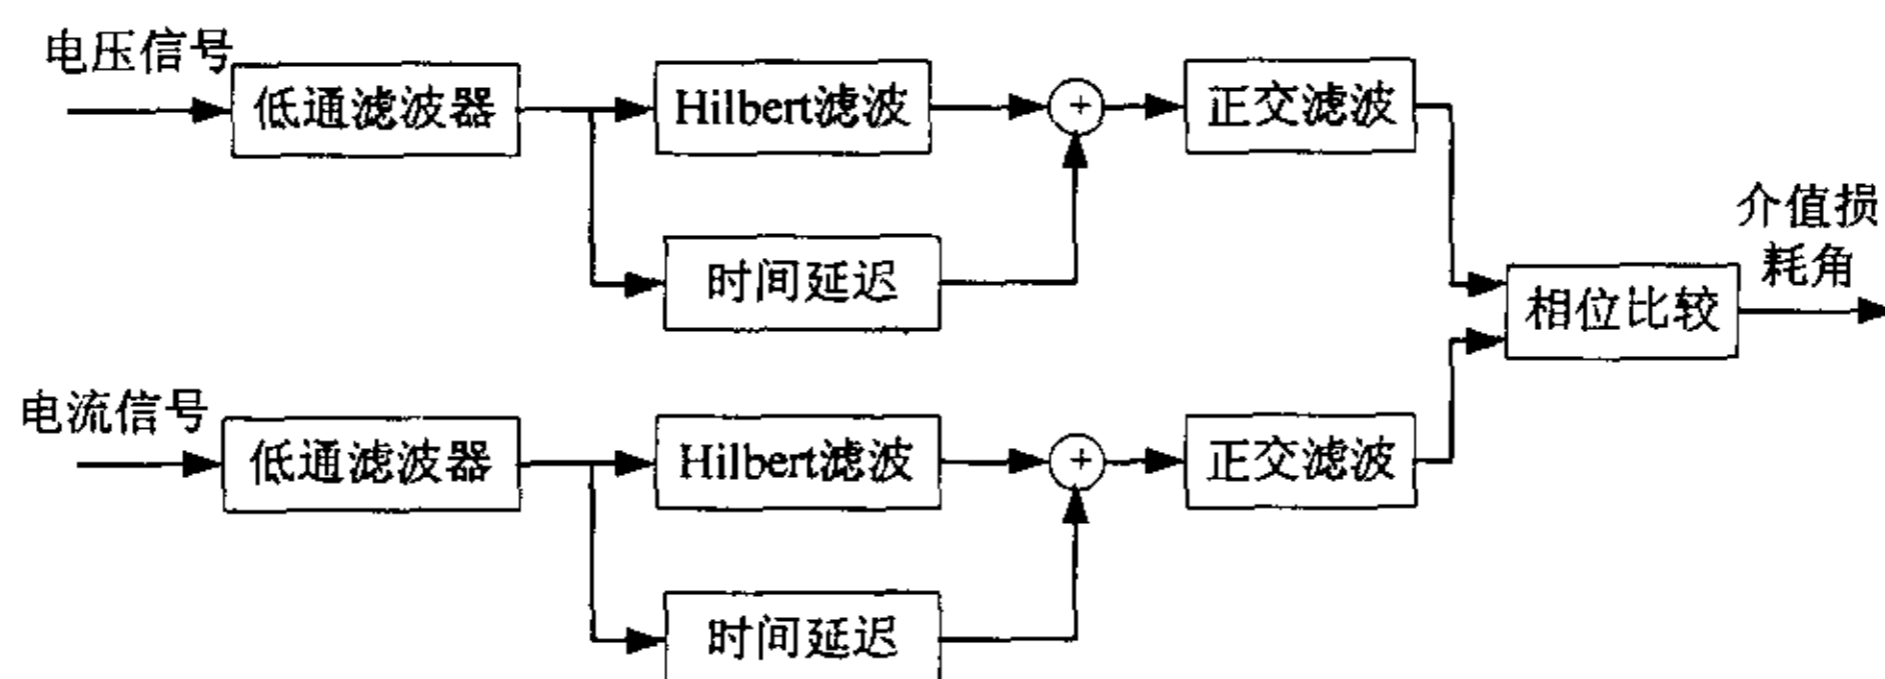 电压信号
低通滤波器
Hilbert滤波
+
正交滤波
时间延迟
介值损
耗角
相位比较
电流信号
低通滤波器
Hilbert滤波
+
正交滤波
时间延迟